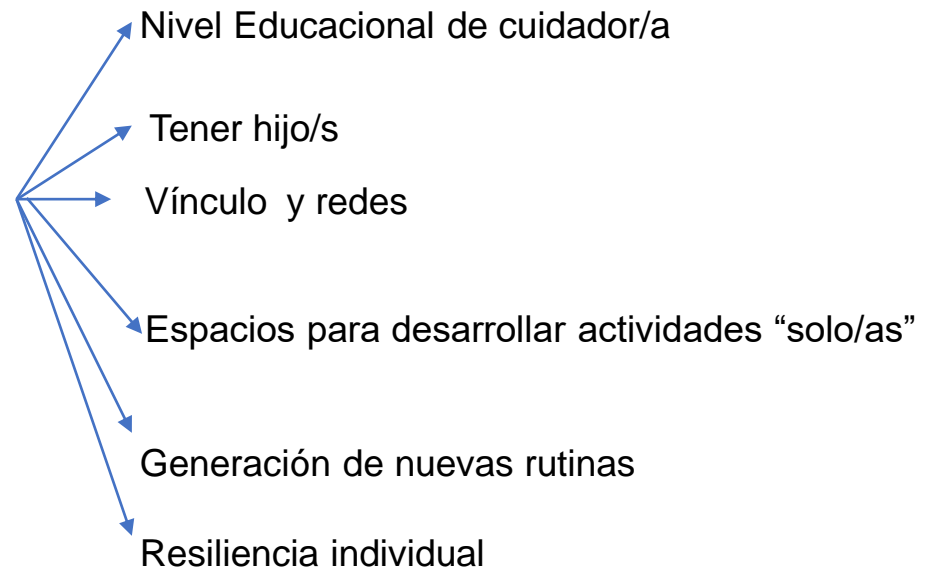 Nivel Educacional de cuidador/a
Tener hijo/s
Vínculo y redes
Espacios para desarrollar actividades “solo/as”
Generación de nuevas rutinas
Resiliencia individual